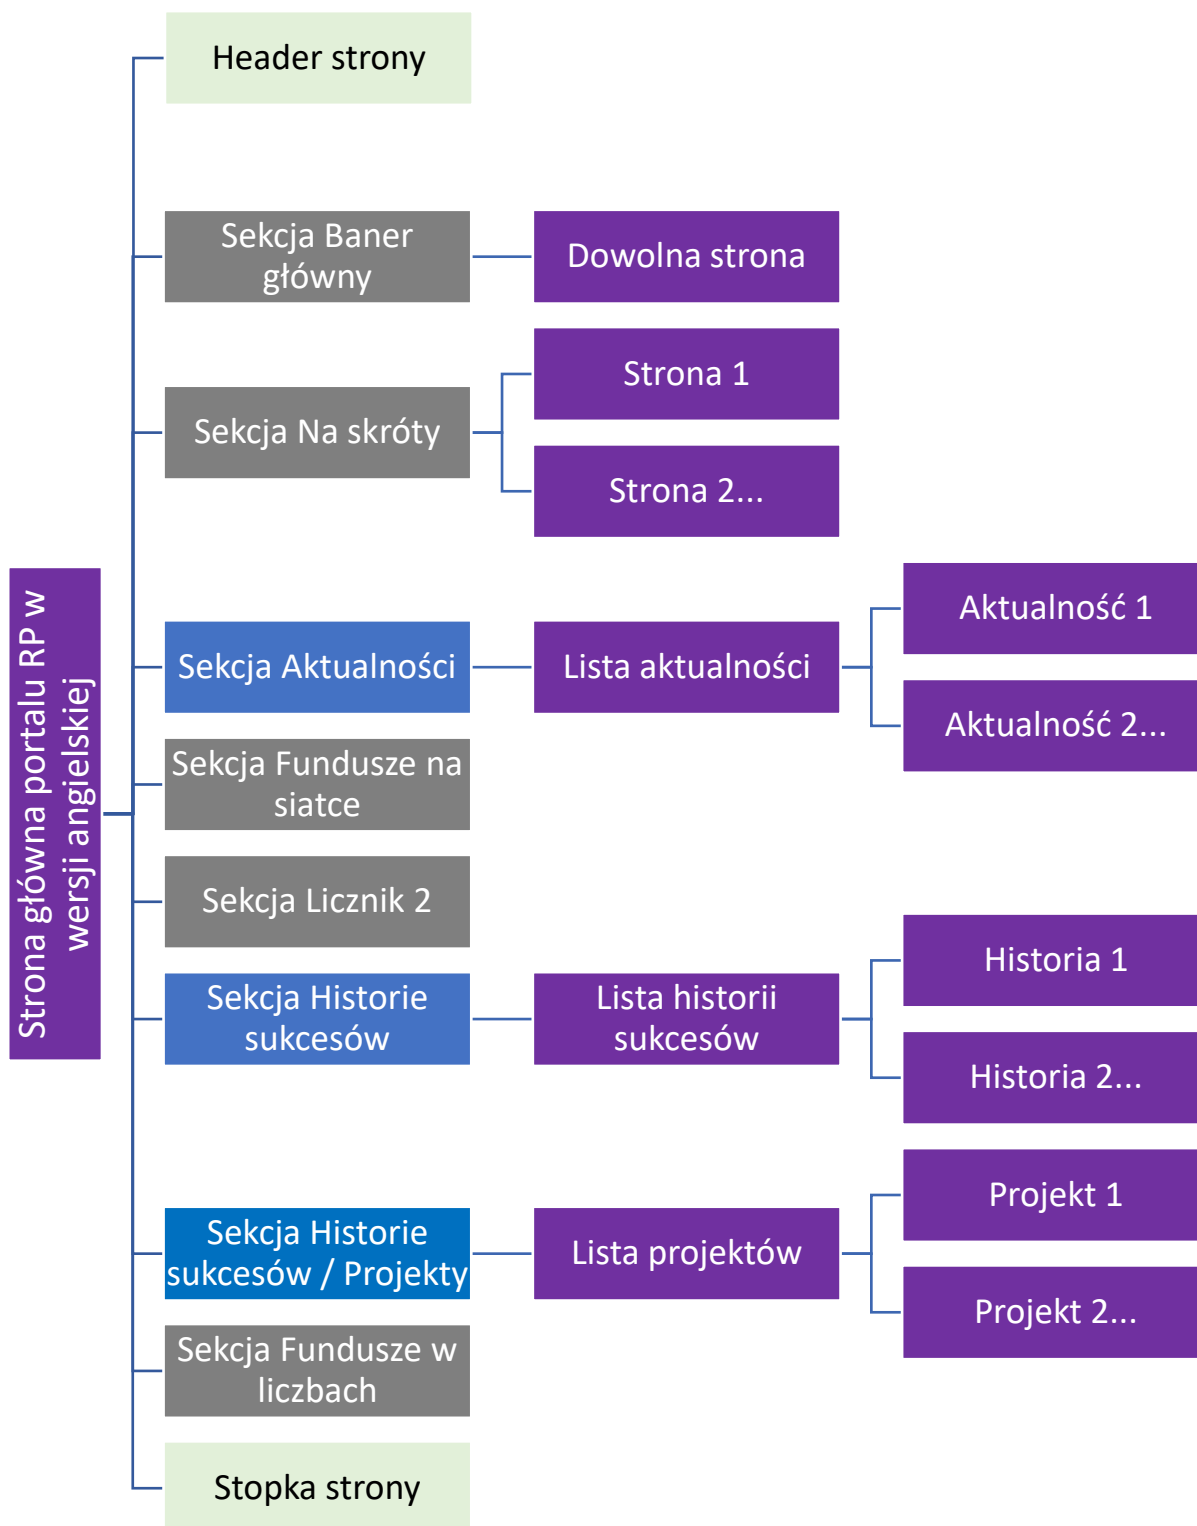 Header strony
Sekcja Baner
główny
Dowolna strona
Strona 1
Sekcja Na skróty
Strona 2...
Strona główna portalu RP w
wersji angielskiej
Aktualność 1
Sekcja Aktualności
Lista aktualności
Aktualność 2...
Sekcja Fundusze na
siatce
Sekcja Licznik 2
Historia 1
Sekcja Historie
sukcesów
Lista historii
sukcesów
Historia 2...
Projekt 1
Sekcja Historie
sukcesów / Projekty
Lista projektów
Projekt 2...
Sekcja Fundusze w
liczbach
Stopka strony